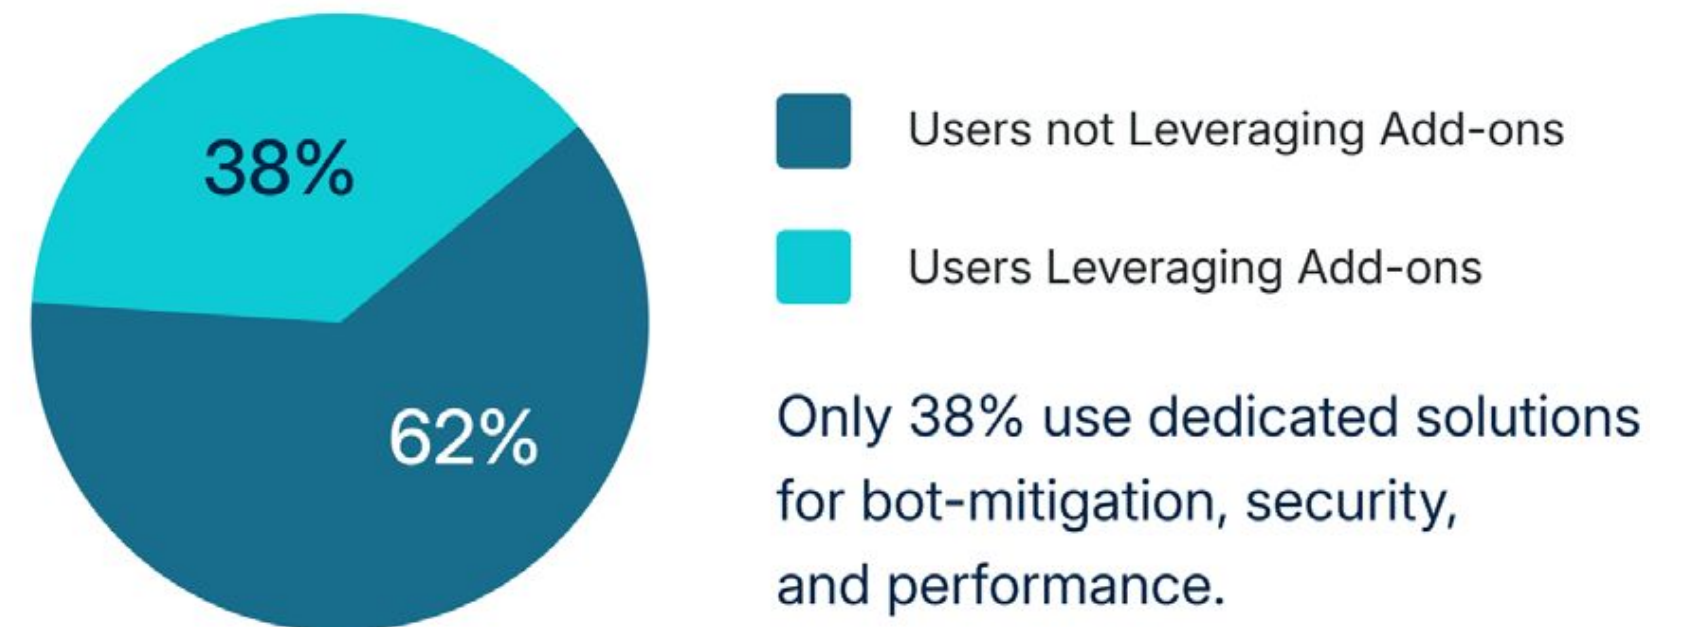 38%
62%
Users not Leveraging Add-ons
Users Leveraging Add-ons
Only 38% use dedicated solutions
for bot-mitigation, security,
and performance.